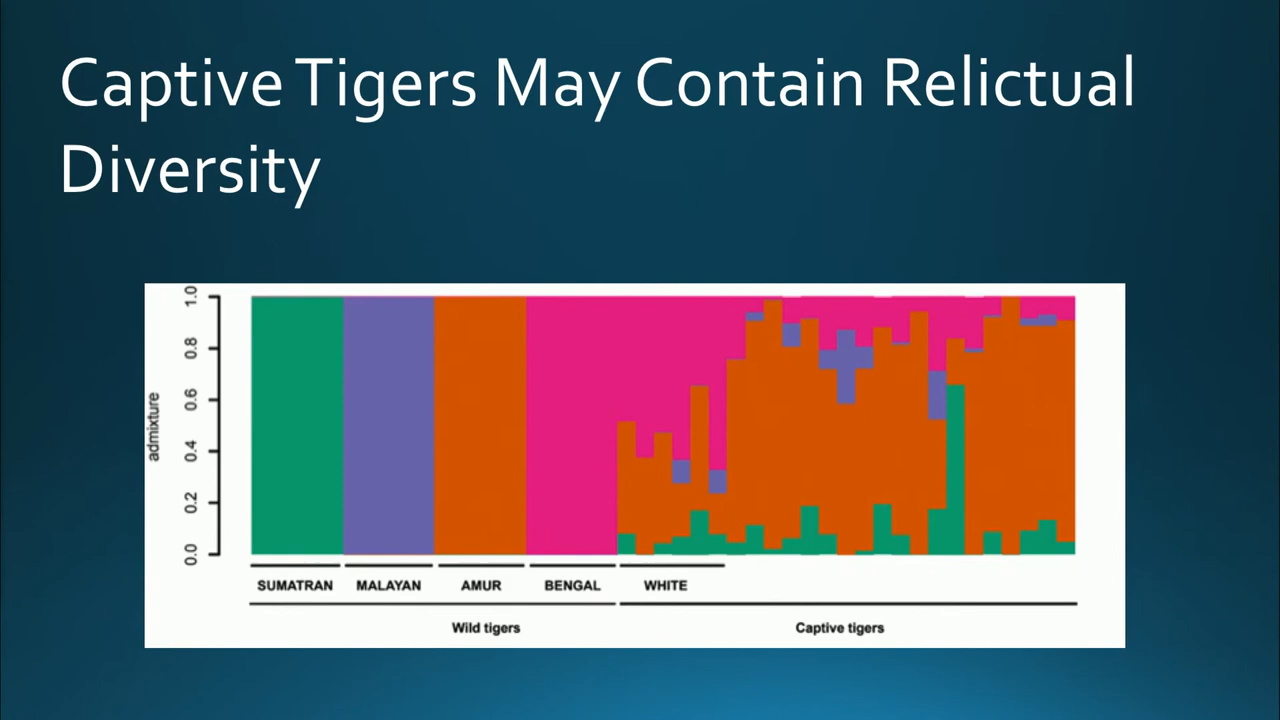 Captive Tigers May Contain Relictual
Diversity
admixture
1.0
0.8
0.6
0.4
0.2
0.0
SUMATRAN MALAYAN AMUR BENGAL WHITE
Wild tigers Captive tigers